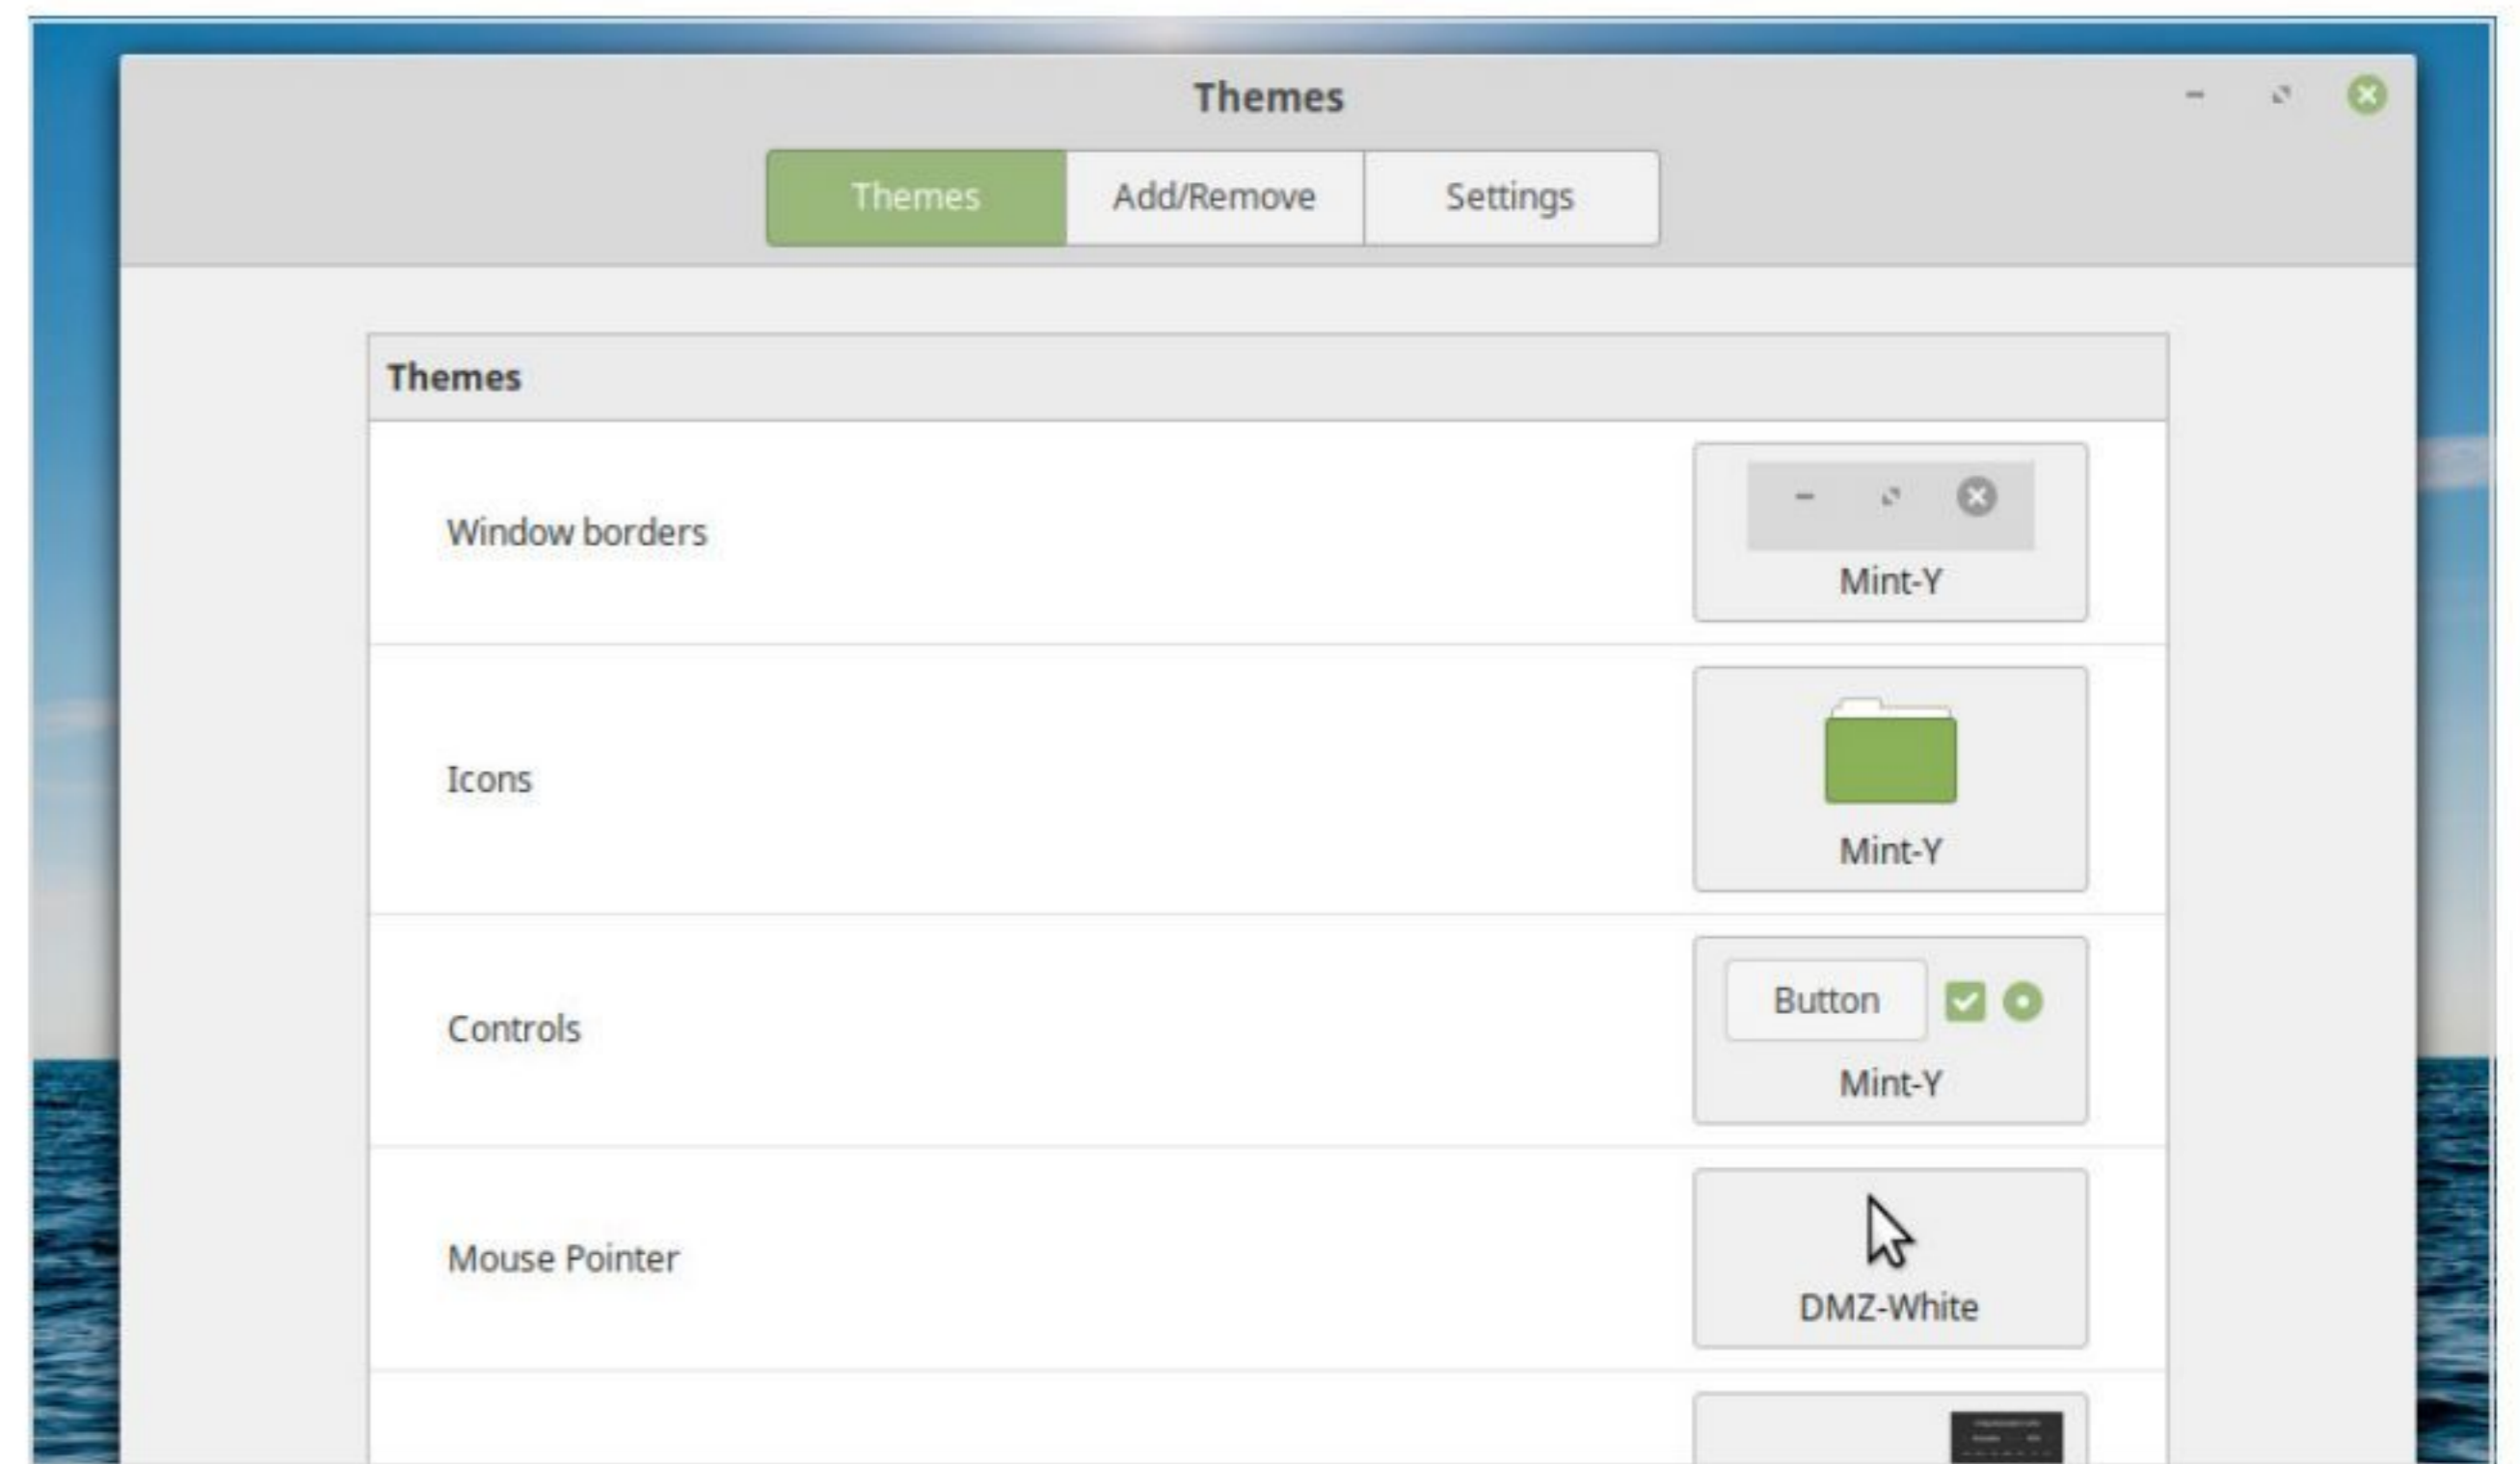 Themes
Themes Add/Remove Settings
Themes
Window borders
Mint-Y
Icons
Mint-Y
Button
Controls
Mint-Y
Mouse Pointer
DMZ-White